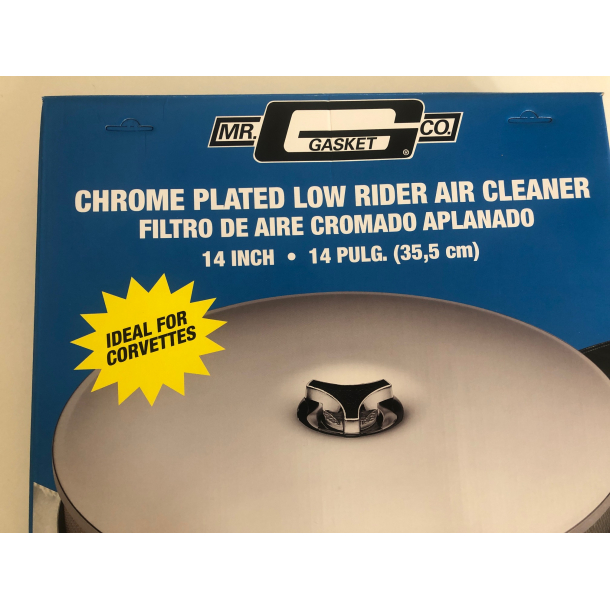 MR. GASKET CO.
®
CHROME PLATED LOW RIDER AIR CLEANER
FILTRO DE AIRE CROMADO APLANADO
14 INCH • 14 PULG. (35,5 cm)
IDEAL FOR
CORVETTES